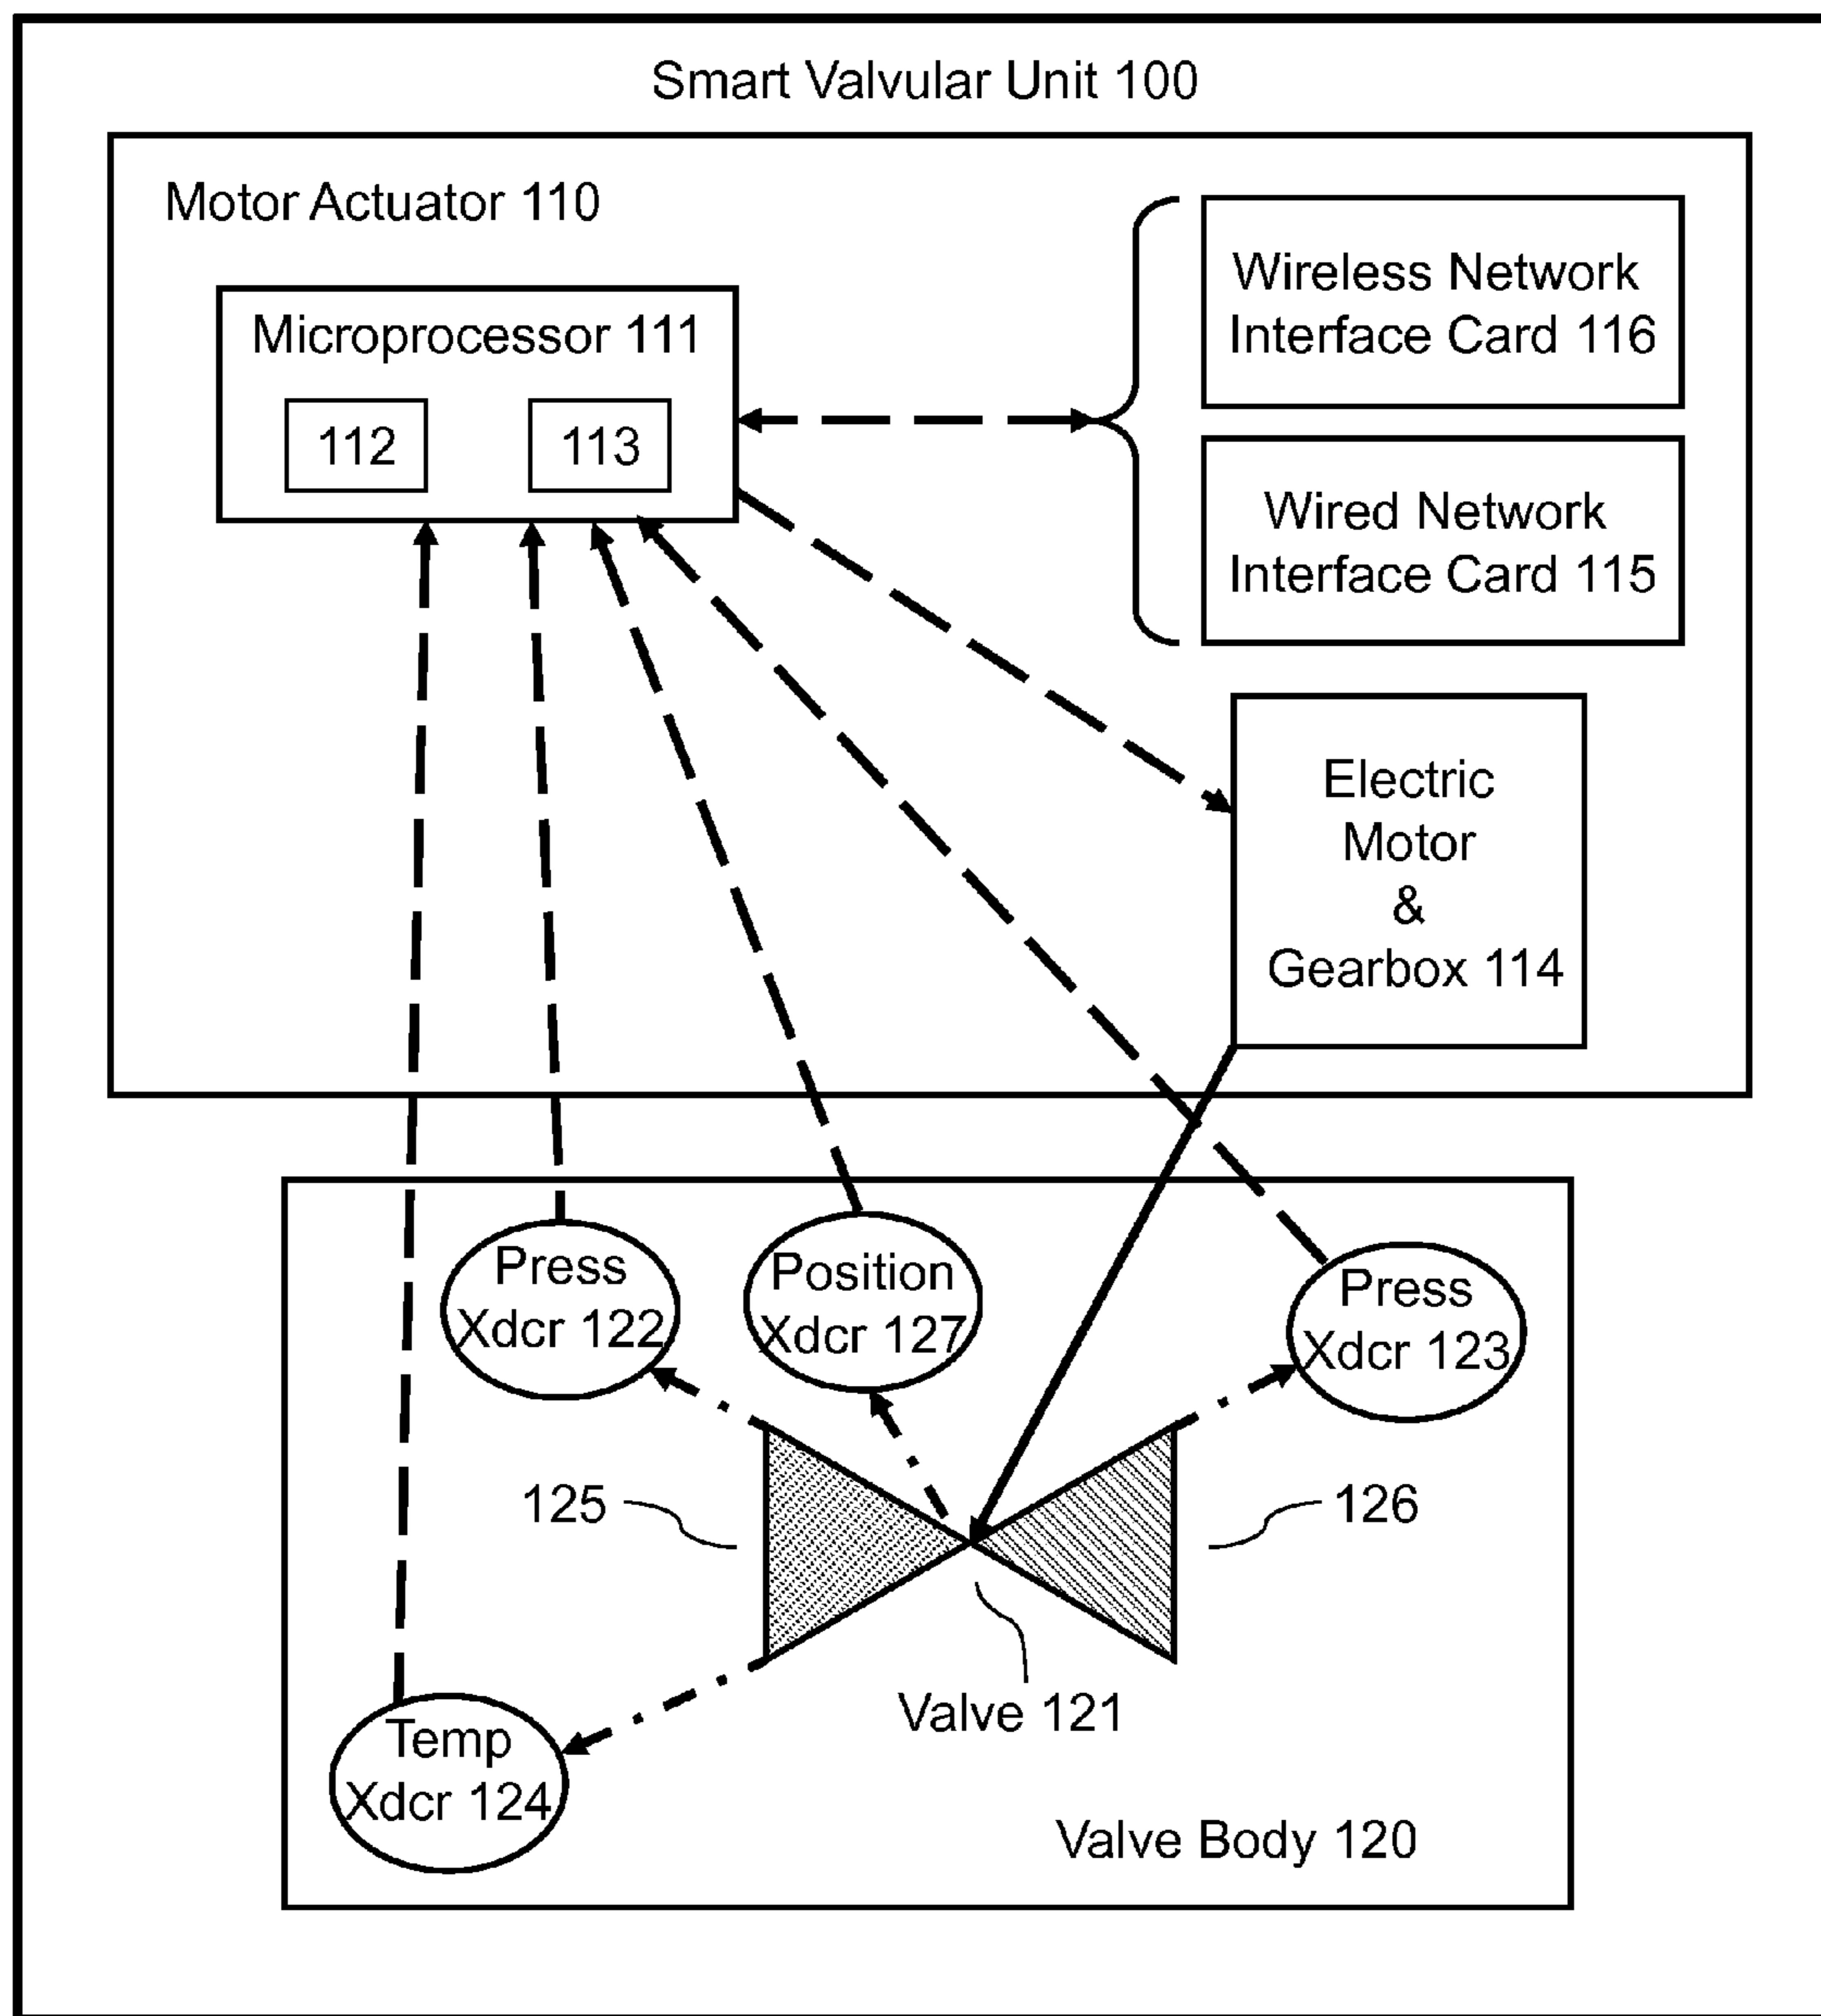 Smart Valvular Unit 100
Motor Actuator 110
Microprocessor 111
112
113
Wireless Network
Interface Card 116
Wired Network
Interface Card 115
Electric
Motor
&
Gearbox 114
Press
Xdcr 122
Position
Xdcr 127
Press
Xdcr 123
125
126
Valve 121
Temp
Xdcr 124
Valve Body 120